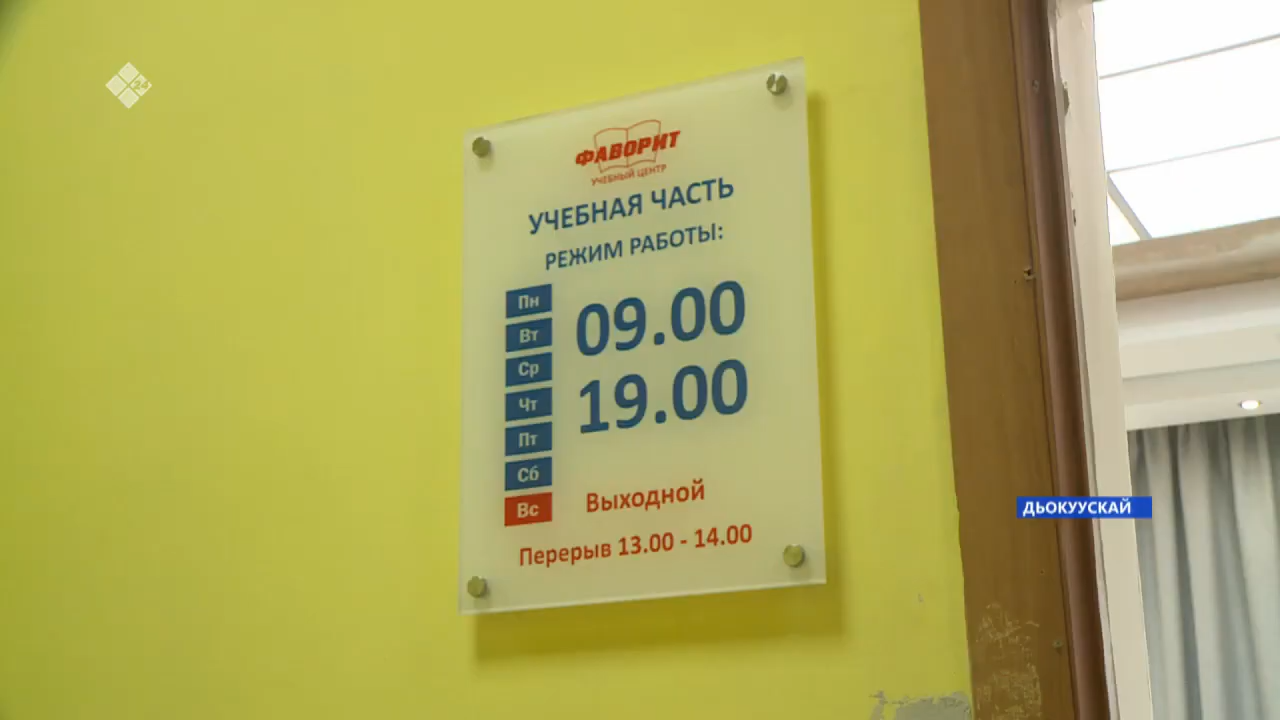 24
ФАВОРИТ
УЧЕБНЫЙ ЦЕНТР
УЧЕБНАЯ ЧАСТЬ
РЕЖИМ РАБОТЫ:
Пн
Вт
Ср
Чт
Пт
Сб
Вс
09.00
19.00
Выходной
Перерыв 13.00 - 14.00
ДЬОКУУСКАЙ